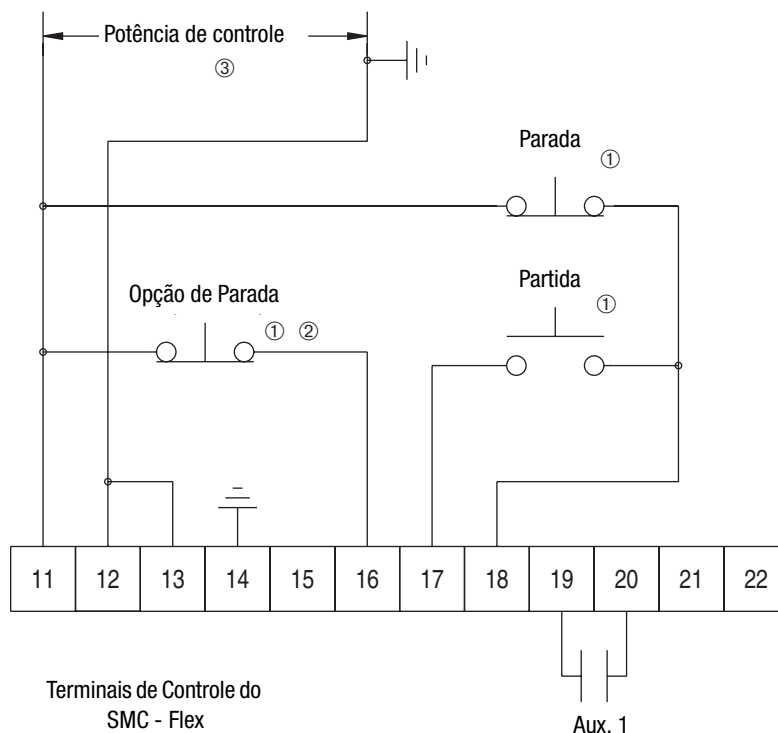 Potência de controle
③
Parada
①
Partida
①
Opção de Parada
① ②
11 12 13 14 15 16 17 18 19 20 21 22
Terminais de Controle do
SMC - Flex
Aux. 1